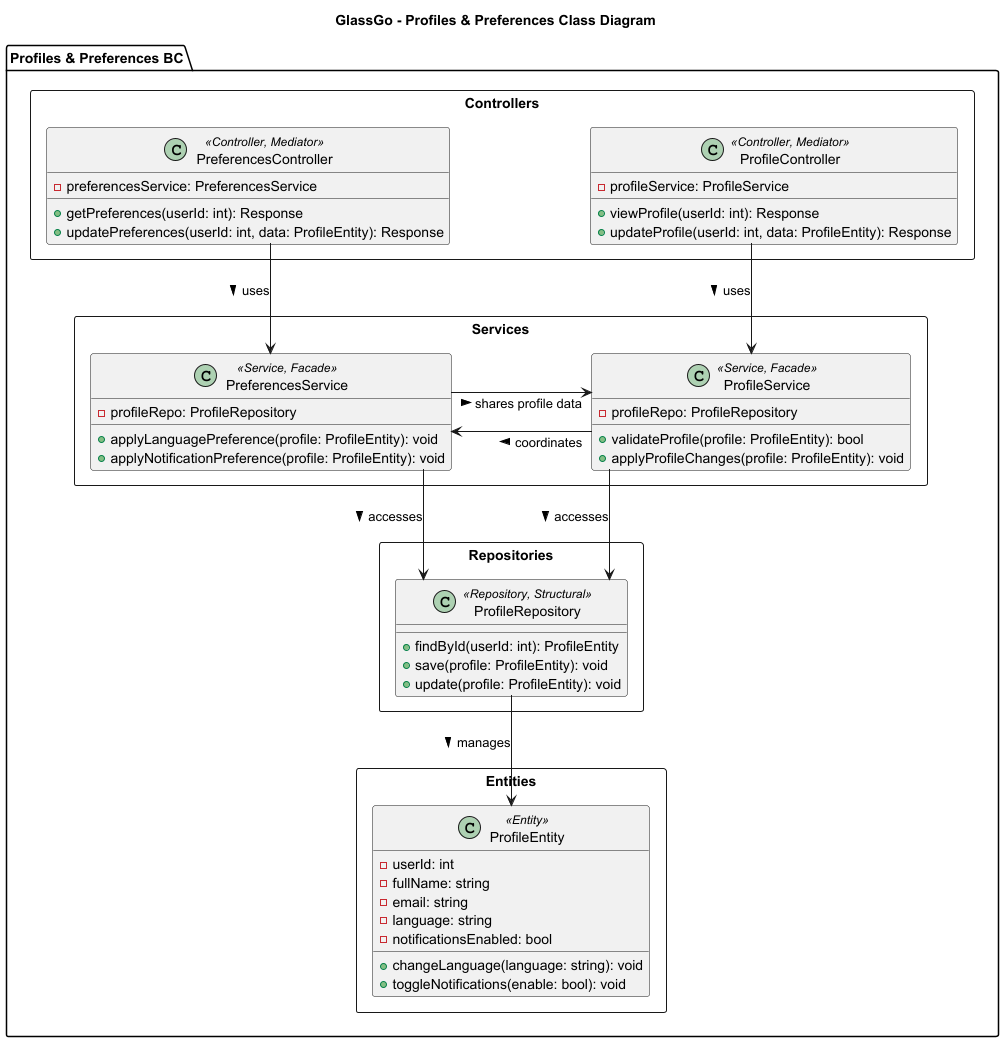 GlassGo - Profiles & Preferences Class Diagram
Profiles & Preferences BC
Controllers
«Controller, Mediator»
PreferencesController
preferencesService: PreferencesService
getPreferences(userId: int): Response
updatePreferences(userId: int, data: ProfileEntity): Response
«Controller, Mediator»
ProfileController
profileService: ProfileService
viewProfile(userId: int): Response
updateProfile(userId: int, data: ProfileEntity): Response
uses
uses
Services
«Service, Facade»
PreferencesService
profileRepo: ProfileRepository
applyLanguagePreference(profile: ProfileEntity): void
applyNotificationPreference(profile: ProfileEntity): void
shares profile data
coordinates
«Service, Facade»
ProfileService
profileRepo: ProfileRepository
validateProfile(profile: ProfileEntity): bool
applyProfileChanges(profile: ProfileEntity): void
accesses
accesses
Repositories
«Repository, Structural»
ProfileRepository
findById(userId: int): ProfileEntity
save(profile: ProfileEntity): void
update(profile: ProfileEntity): void
manages
Entities
«Entity»
ProfileEntity
userId: int
fullName: string
email: string
language: string
notificationsEnabled: bool
changeLanguage(language: string): void
toggleNotifications(enable: bool): void